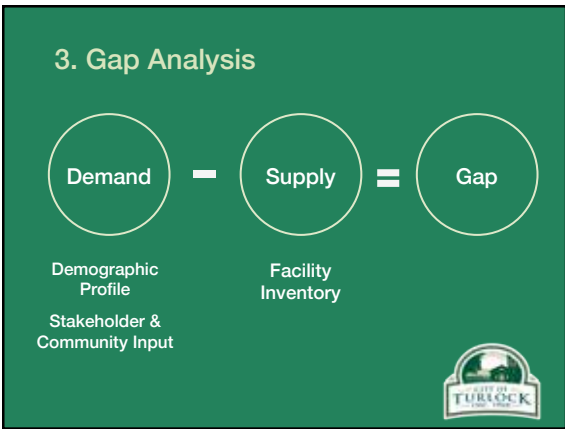 3. Gap Analysis
Demand - Supply = Gap
Demographic
Profile
Stakeholder &
Community Input
Facility
Inventory
CITY OF
TURLOCK